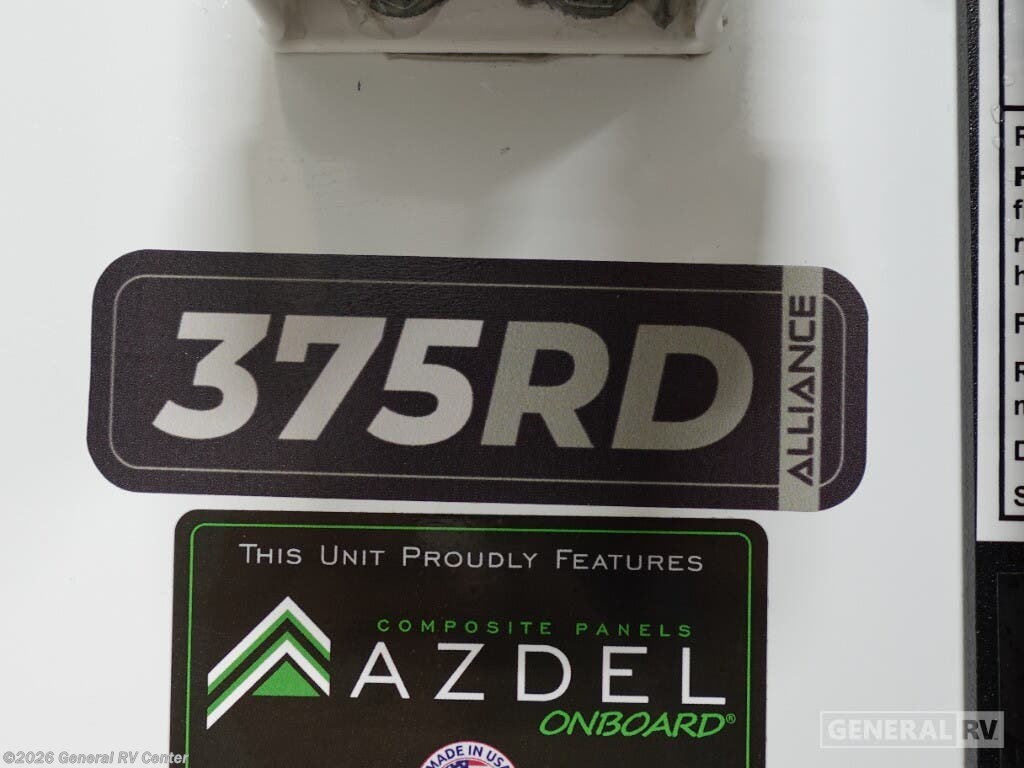 375RD
ALLIANCE
THIS UNIT PROUDLY FEATURES
COMPOSITE PANELS
AZDEL
ONBOARD®
MADE IN USA
GENERAL RV
©2026 General RV Center